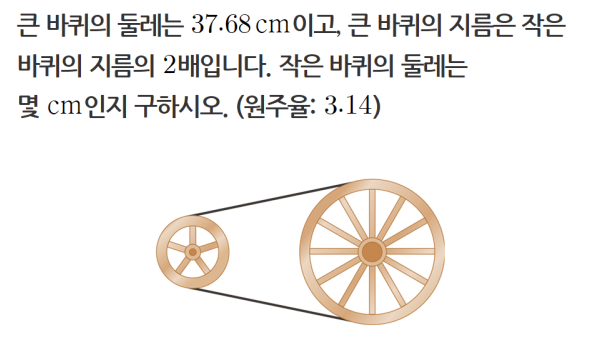 큰 바퀴의 둘레는 37.68 cm이고, 큰 바퀴의 지름은 작은
바퀴의 지름의 2배입니다. 작은 바퀴의 둘레는
몇 cm인지 구하시오. (원주율: 3.14)